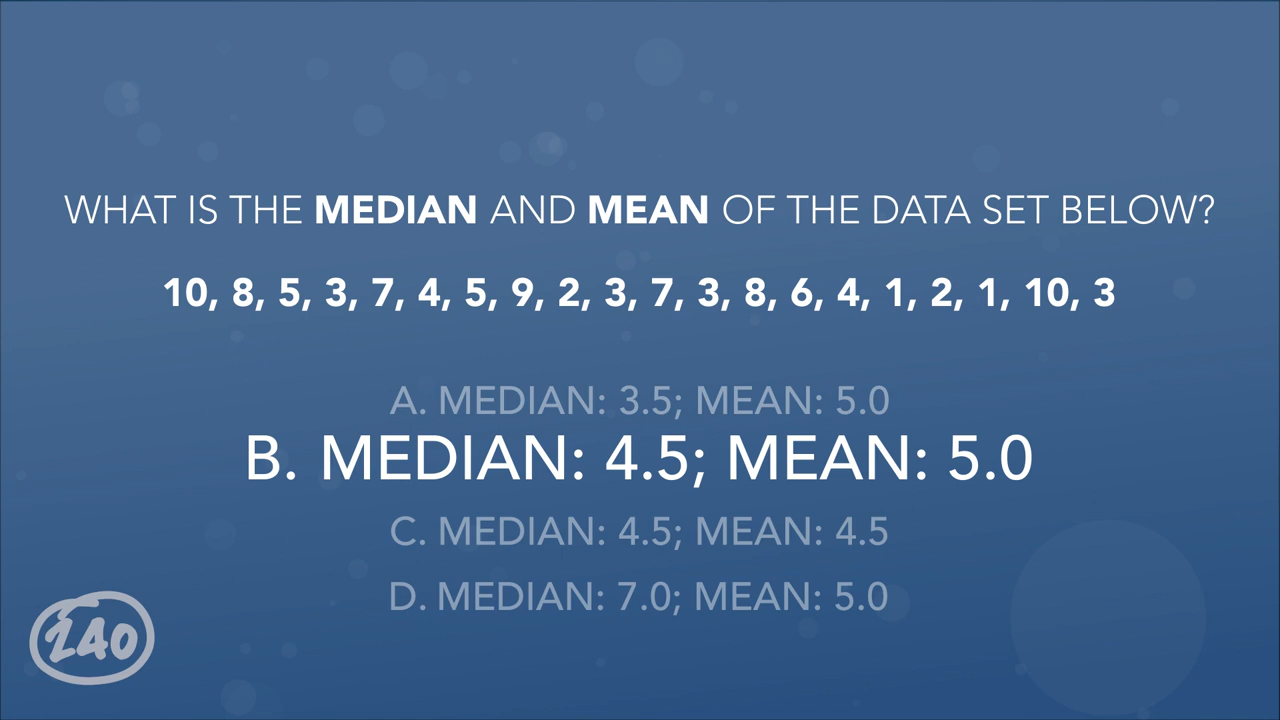 WHAT IS THE MEDIAN AND MEAN OF THE DATA SET BELOW?
10, 8, 5, 3, 7, 4, 5, 9, 2, 3, 7, 3, 8, 6, 4, 1, 2, 1, 10, 3
A. MEDIAN: 3.5; MEAN: 5.0
B. MEDIAN: 4.5; MEAN: 5.0
C. MEDIAN: 4.5; MEAN: 4.5
D. MEDIAN: 7.0; MEAN: 5.0
240